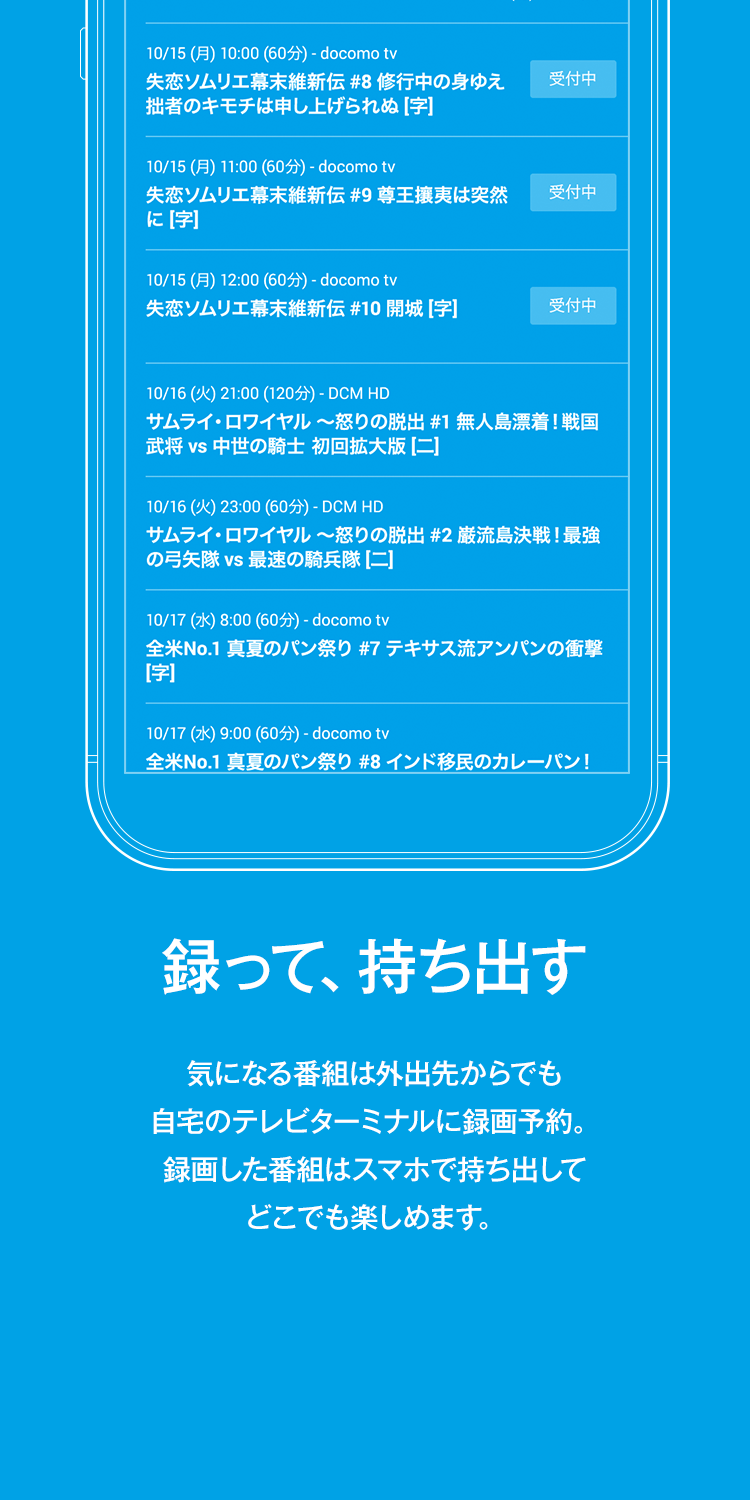 10/15 (月) 10:00 (60分) - docomo tv
失恋ソムリエ幕末維新伝 #8 修行中の身ゆえ
拙者のキモチは申し上げられぬ [字]
受付中
10/15 (月) 11:00 (60分) - docomo tv
失恋ソムリエ幕末維新伝 #9 尊王攘夷は突然
に [字]
受付中
10/15 (月) 12:00 (60分) - docomo tv
失恋ソムリエ幕末維新伝 #10 開城 [字]
受付中
10/16 (火) 21:00 (120分) - DCM HD
サムライ・ロワイヤル 〜怒りの脱出 #1 無人島漂着！戦国
武将 vs 中世の騎士 初回拡大版 [二]
10/16 (火) 23:00 (60分) - DCM HD
サムライ・ロワイヤル 〜怒りの脱出 #2 巌流島決戦！最強
の弓矢隊 vs 最速の騎兵隊 [二]
10/17 (水) 8:00 (60分) - docomo tv
全米No.1 真夏のパン祭り #7 テキサス流アンパンの衝撃
[字]
10/17 (水) 9:00 (60分) - docomo tv
全米No.1 真夏のパン祭り #8 インド移民のカレーパン！
録って、持ち出す
気になる番組は外出先からでも
自宅のテレビターミナルに録画予約。
録画した番組はスマホで持ち出して
どこでも楽しめます。